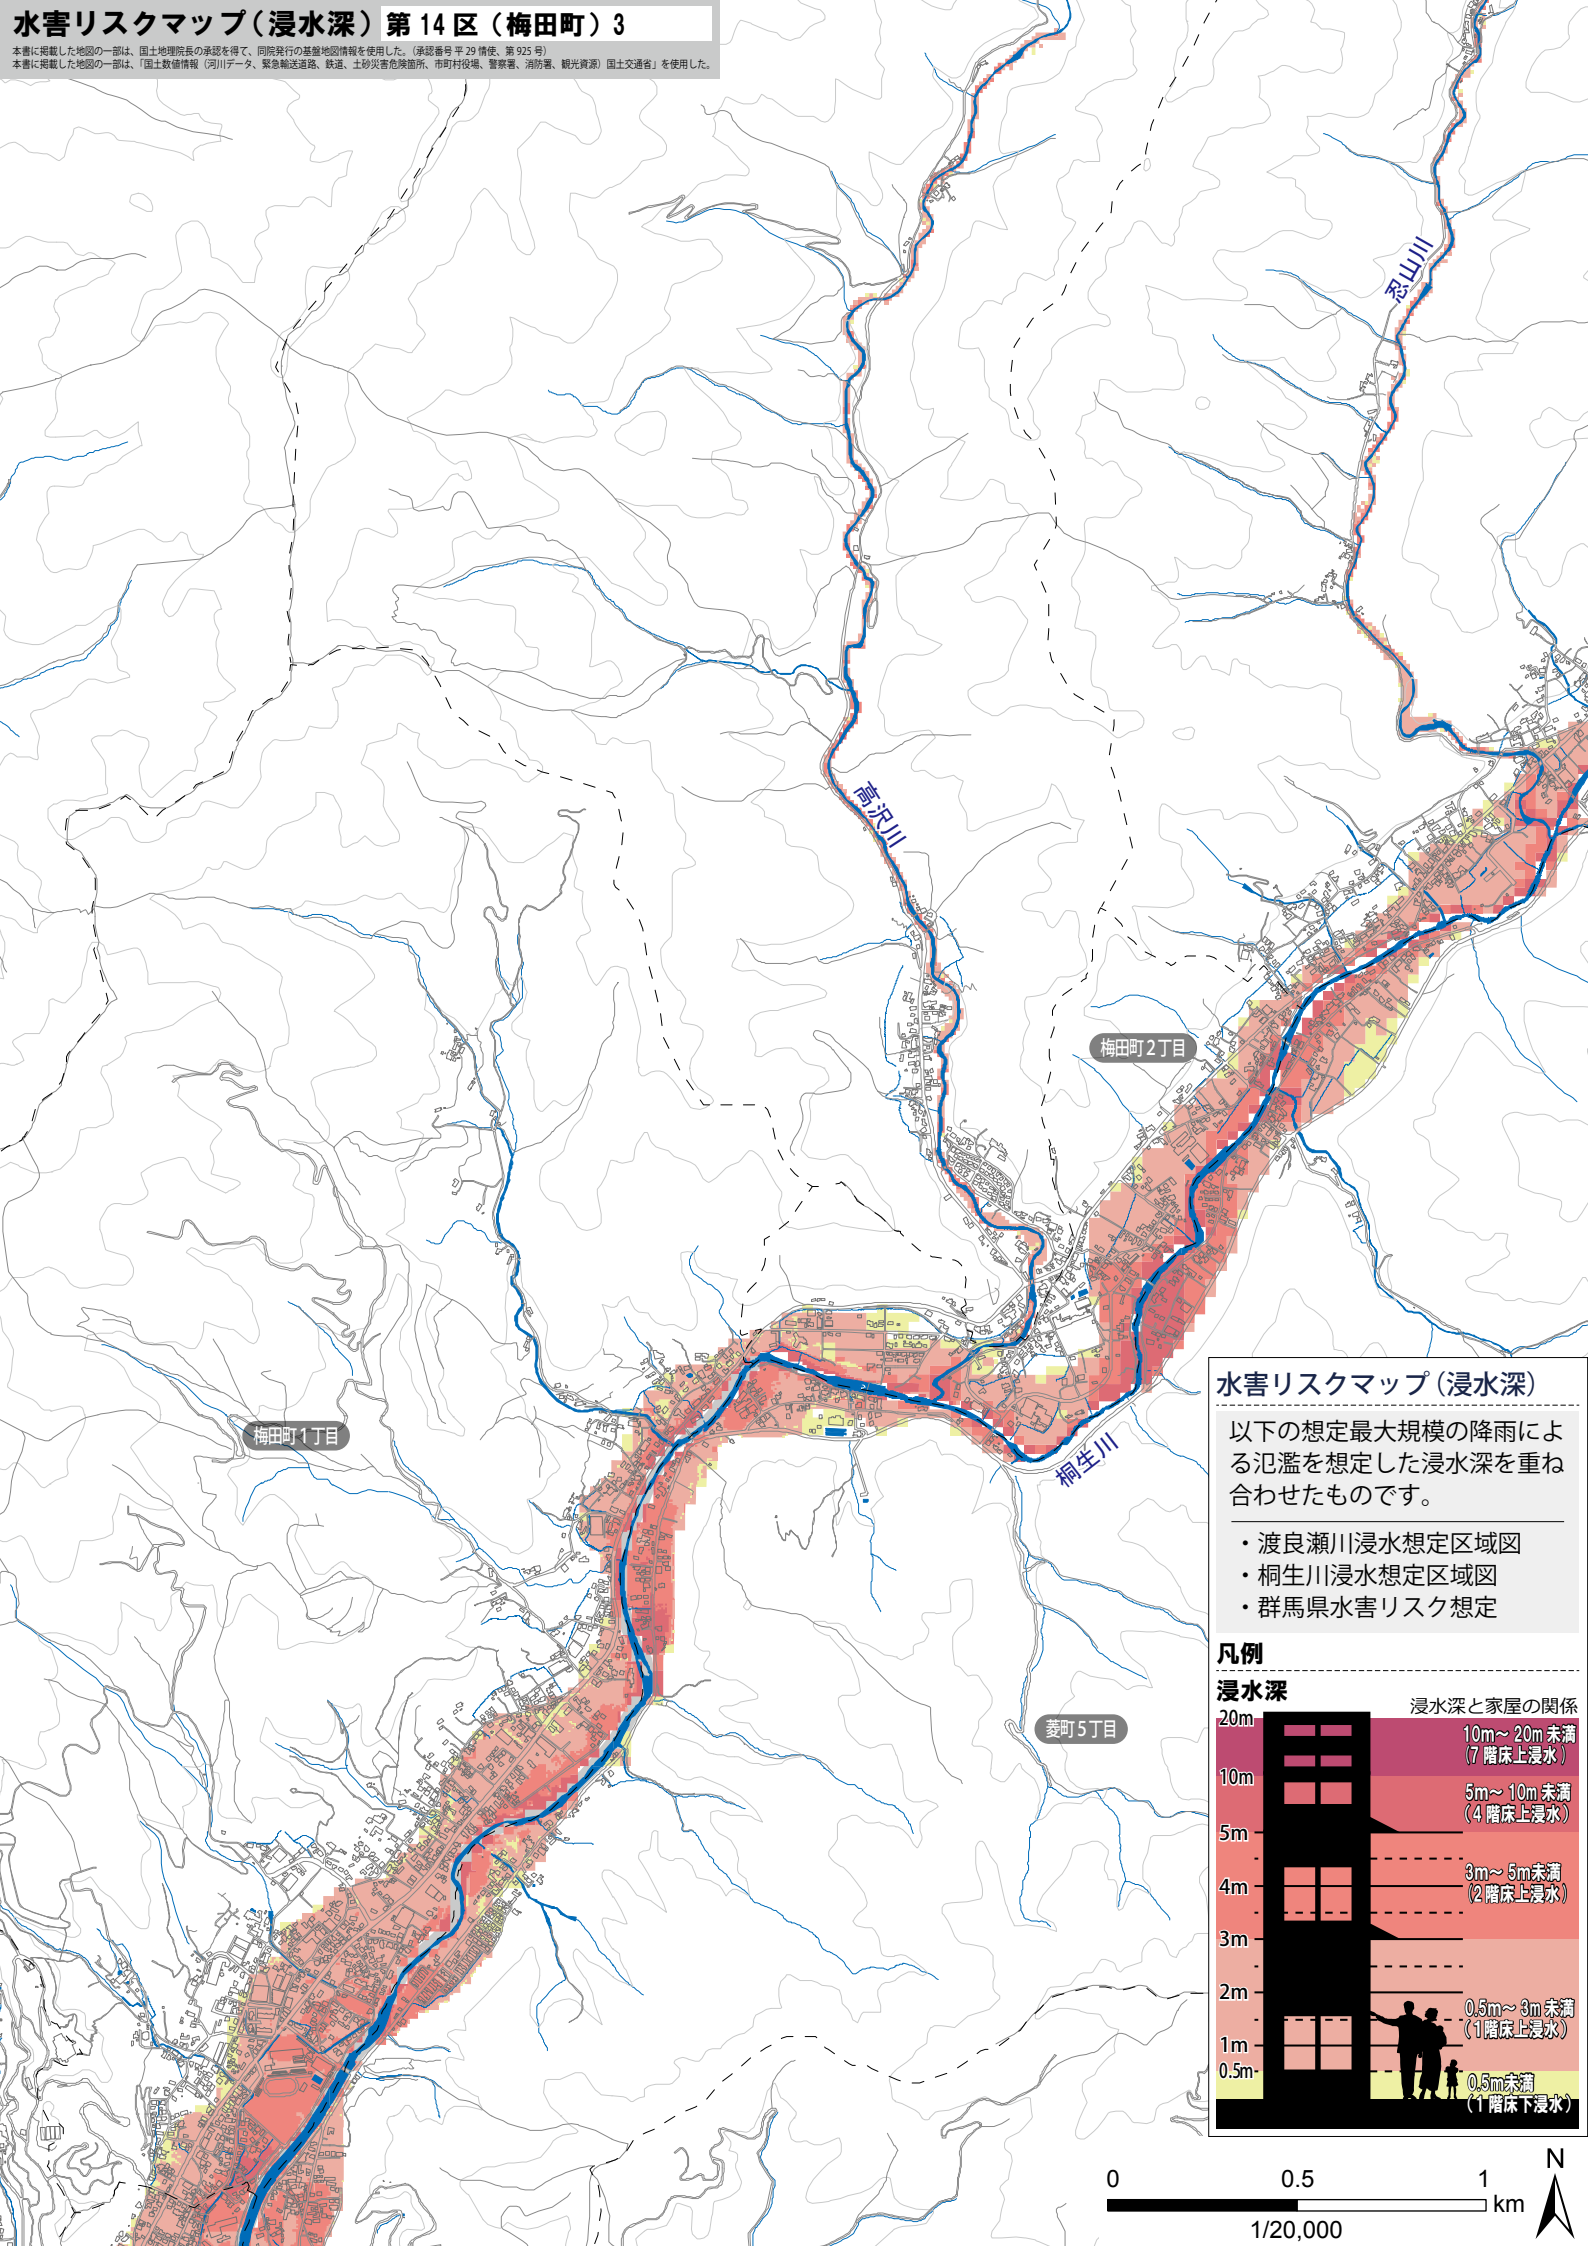 水害リスクマップ（浸水深）第14区（梅田町）3
本書に掲載した地図の一部は、国土地理院長の承認を得て、同院発行の基盤地図情報を使用した。（承認番号 平29情使、第925号）
本書に掲載した地図の一部は、「国土数値情報（河川データ、緊急輸送道路、鉄道、土砂災害危険箇所、市町村役場、警察署、消防署、観光資源）国土交通省」を使用した。
忍山川
高沢川
梅田町2丁目
梅田町1丁目
桐生川
菱町5丁目
水害リスクマップ（浸水深）
以下の想定最大規模の降雨によ
る氾濫を想定した浸水深を重ね
合わせたものです。
・渡良瀬川浸水想定区域図
・桐生川浸水想定区域図
・群馬県水害リスク想定
凡例
浸水深
浸水深と家屋の関係
20m
10m～20m未満
（7階床上浸水）
10m
5m～10m未満
（4階床上浸水）
5m
3m～5m未満
（2階床上浸水）
4m
3m
2m
0.5m～3m未満
（1階床上浸水）
1m
0.5m
0.5m未満
（1階床下浸水）
0 0.5 1
km
1/20,000
N